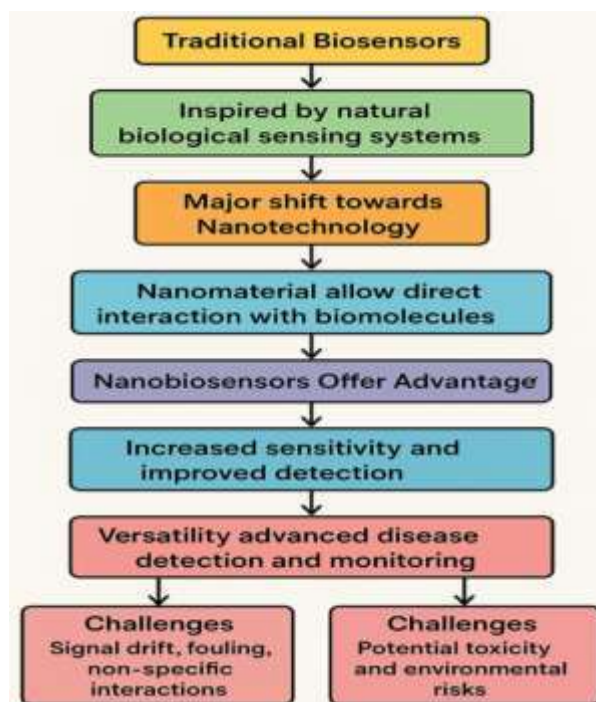 Traditional Biosensors
Inspired by natural
biological sensing systems
Major shift towards
Nanotechnology
Nanomaterial allow direct
interaction with biomolecules
Nanobiosensors Offer Advantage
Increased sensitivity and
improved detection
Versatility advanced disease
detection and monitoring
Challenges
Signal drift, fouling,
non-specific
interactions
Challenges
Potential toxicity
and environmental
risks